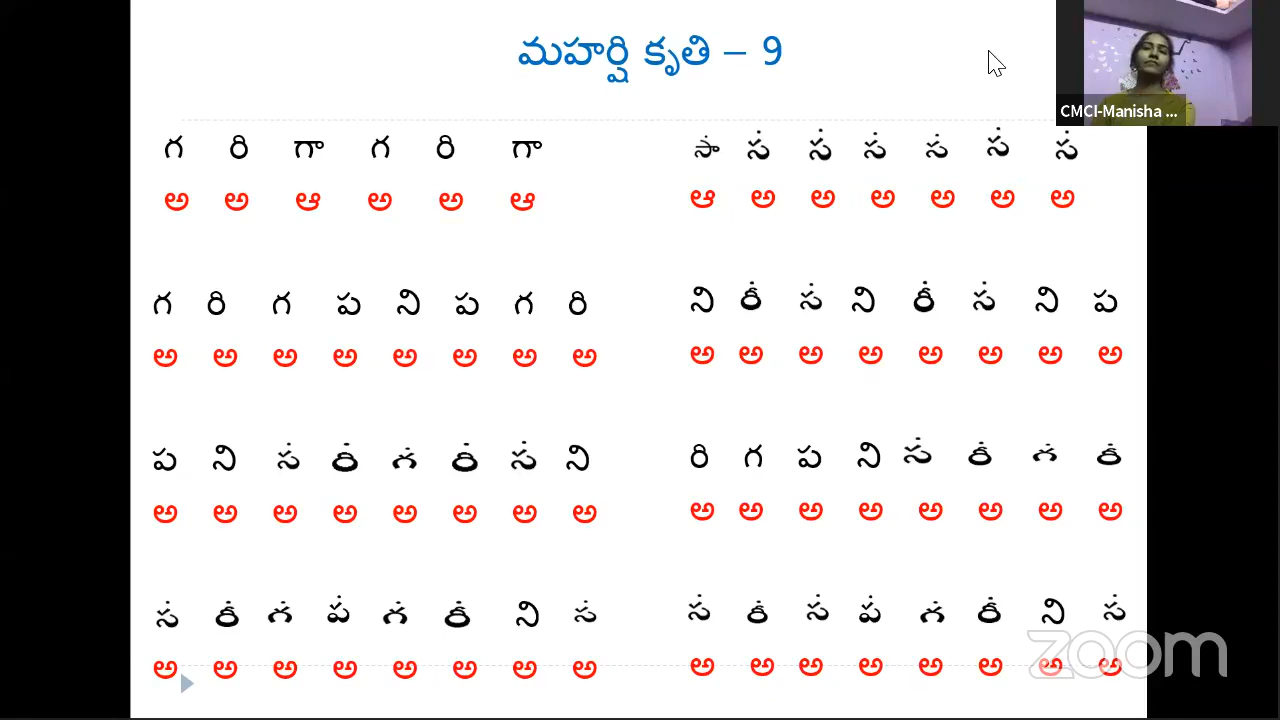 మహర్షి కృతి – 9
CMCI-Manisha ...
గ రి గా గ రి గా సా̇ స̇ స̇ స̇ స̇ స̇ స̇
అ అ ఆ అ అ ఆ ఆ అ అ అ అ అ అ
గ రి గ ప ని ప గ రి ని రి̇ స̇ ని రి̇ స̇ ని ప
అ అ అ అ అ అ అ అ అ అ అ అ అ అ అ అ
ప ని స̇ రి̇ గ̇ రి̇ స̇ ని రి గ ప ని స̇ రి̇ గ̇ రి̇
అ అ అ అ అ అ అ అ అ అ అ అ అ అ అ అ
స̇ రి̇ గ̇ ప̇ గ̇ రి̇ ని స̇ స̇ రి̇ స̇ ప̇ గ̇ రి̇ ని స̇
అ అ అ అ అ అ అ అ అ అ అ అ అ అ అ అ
zoom